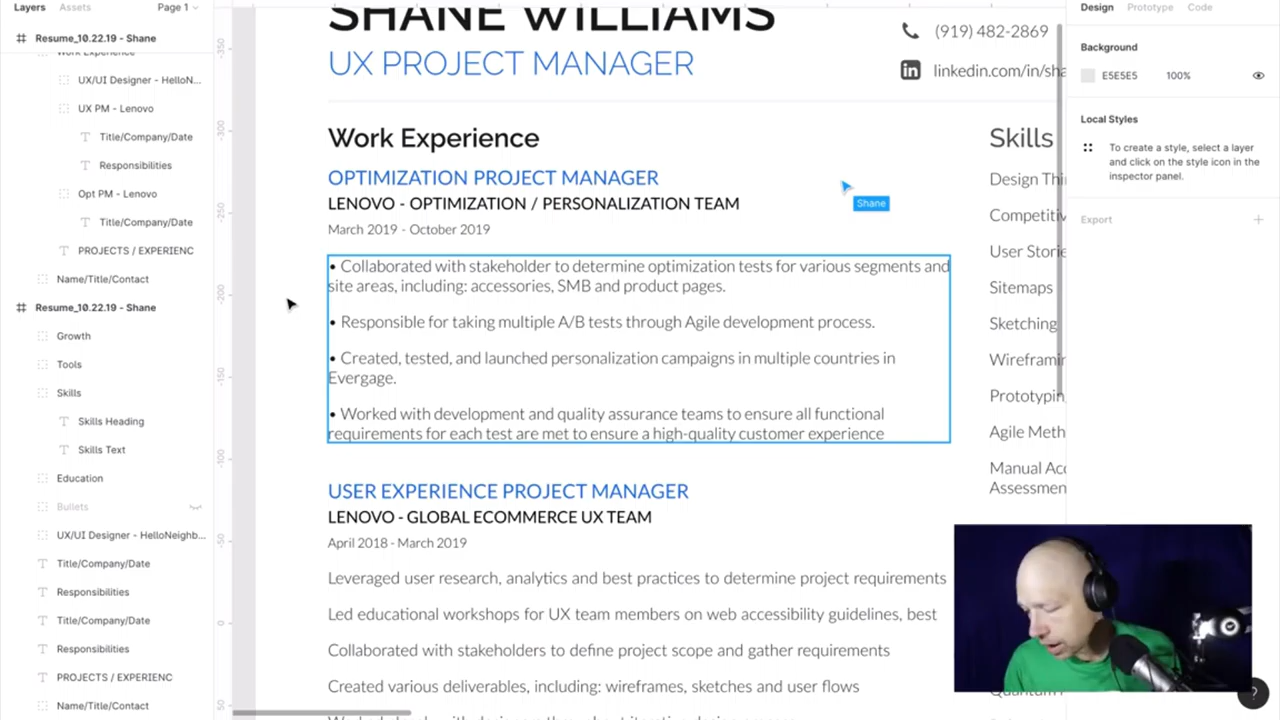 Layers
Assets
Page 1
Resume_10.22.19 - Shane
Work Experience
UX/UI Designer - HelloN...
UX PM - Lenovo
Title/Company/Date
Responsibilities
Opt PM - Lenovo
Title/Company/Date
PROJECTS / EXPERIENC
Name/Title/Contact
Resume_10.22.19 - Shane
Growth
Tools
Skills
Skills Heading
Skills Text
Education
Bullets
UX/UI Designer - HelloNeighb...
Title/Company/Date
Responsibilities
Title/Company/Date
Responsibilities
PROJECTS / EXPERIENC
Name/Title/Contact
-350
-300
-250
-200
-150
-100
-50
0
50
SHANE WILLIAMS
UX PROJECT MANAGER
(919) 482-2869
linkedin.com/in/sha
Work Experience
OPTIMIZATION PROJECT MANAGER
LENOVO - OPTIMIZATION / PERSONALIZATION TEAM
March 2019 - October 2019
• Collaborated with stakeholder to determine optimization tests for various segments and
site areas, including: accessories, SMB and product pages.
• Responsible for taking multiple A/B tests through Agile development process.
• Created, tested, and launched personalization campaigns in multiple countries in
Evergage.
• Worked with development and quality assurance teams to ensure all functional
requirements for each test are met to ensure a high-quality customer experience
Shane
USER EXPERIENCE PROJECT MANAGER
LENOVO - GLOBAL ECOMMERCE UX TEAM
April 2018 - March 2019
Leveraged user research, analytics and best practices to determine project requirements
Led educational workshops for UX team members on web accessibility guidelines, best
Collaborated with stakeholders to define project scope and gather requirements
Created various deliverables, including: wireframes, sketches and user flows
Skills
Design Thi
Competitiv
User Storie
Sitemaps
Sketching
Wireframi
Prototypin
Agile Meth
Manual Acc
Assessmen
Design
Prototype
Code
Background
E5E5E5
100%
Local Styles
To create a style, select a layer
and click on the style icon in the
inspector panel.
Export
?